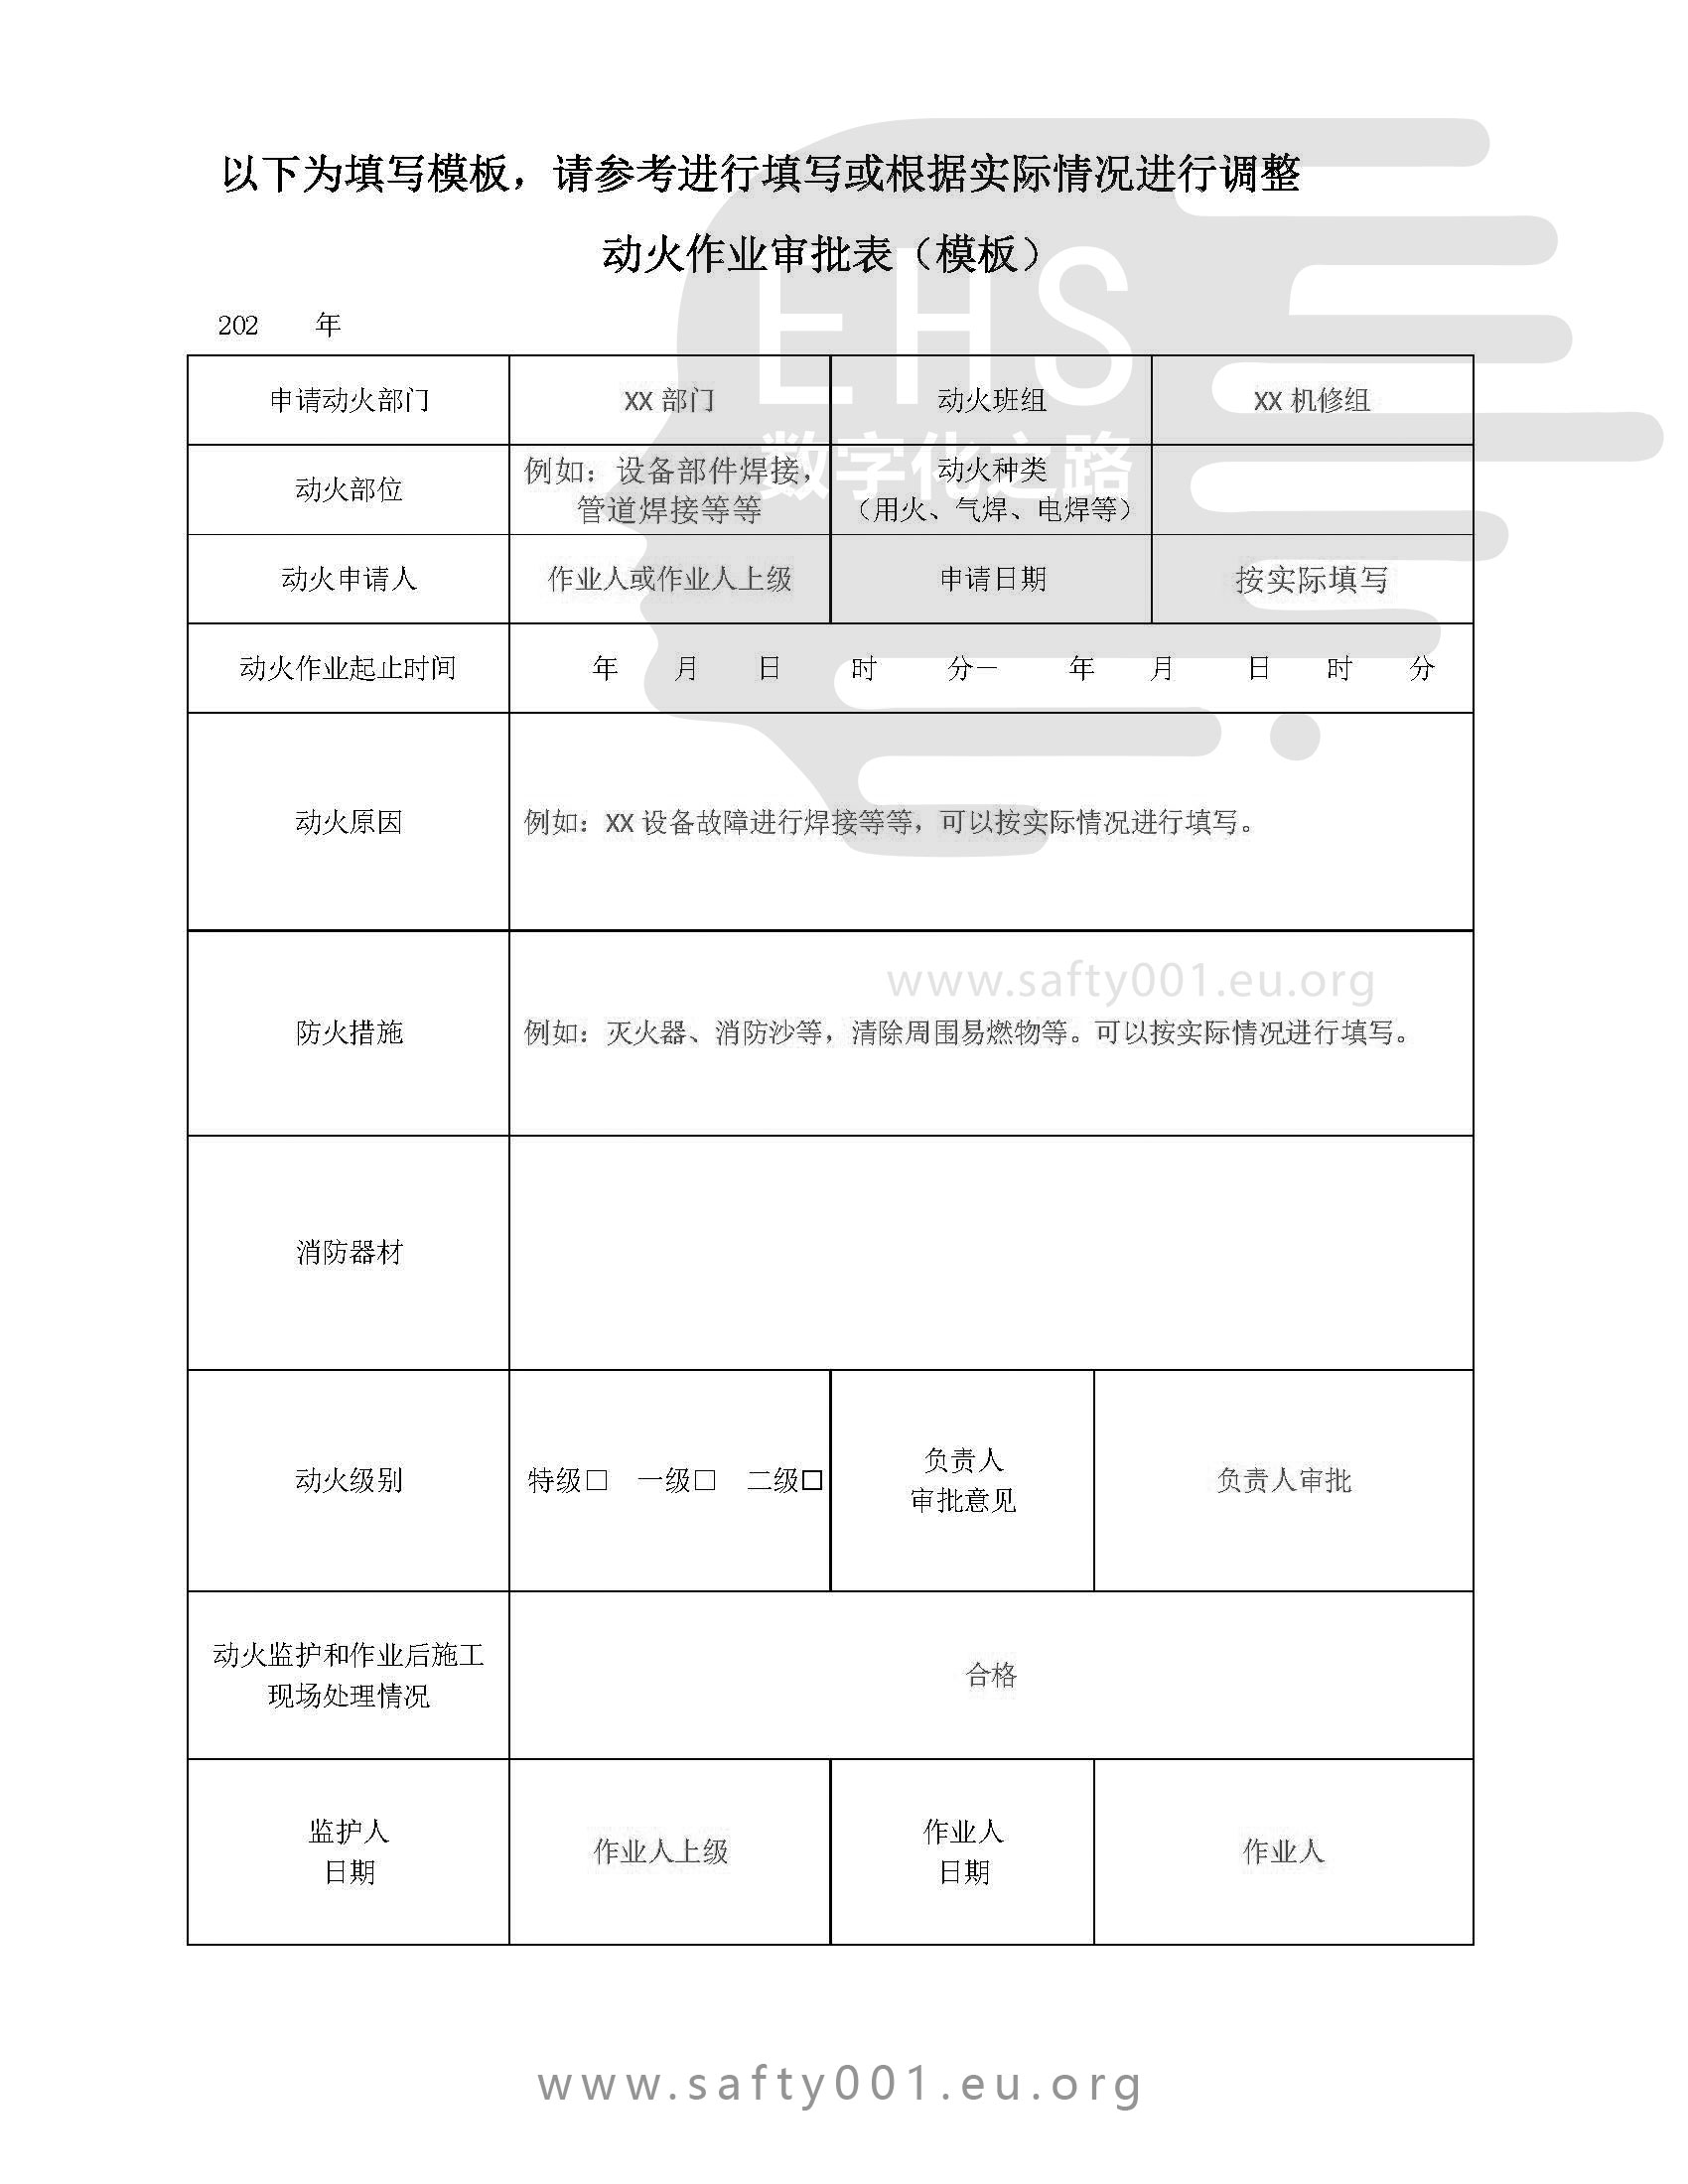 以下为填写模板，请参考进行填写或根据实际情况进行调整
动火作业审批表（模板）
EHS
数字化之路
202 年
申请动火部门 XX 部门 动火班组 XX 机修组
动火部位 例如：设备部件焊接，
管道焊接等等
动火种类
（用火、气焊、电焊等）
动火申请人 作业人或作业人上级 申请日期 按实际填写
动火作业起止时间 年 月 日 时 分－ 年 月 日 时 分
动火原因 例如：XX 设备故障进行焊接等等，可以按实际情况进行填写。
www.safty001.eu.org
防火措施 例如：灭火器、消防沙等，清除周围易燃物等。可以按实际情况进行填写。
消防器材
动火级别 特级□ 一级□ 二级□
负责人
审批意见
负责人审批
动火监护和作业后施工
现场处理情况
合格
监护人
日期
作业人上级
作业人
日期
作业人
www.safty001.eu.org